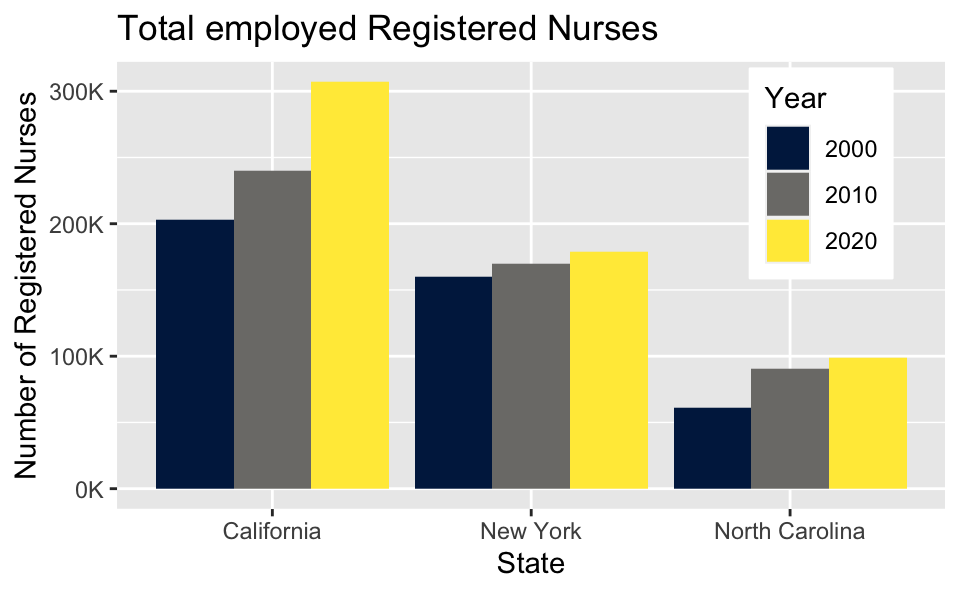 Total employed Registered Nurses
Number of Registered Nurses
300K
200K
100K
0K
Year
2000
2010
2020
California
New York
North Carolina
State